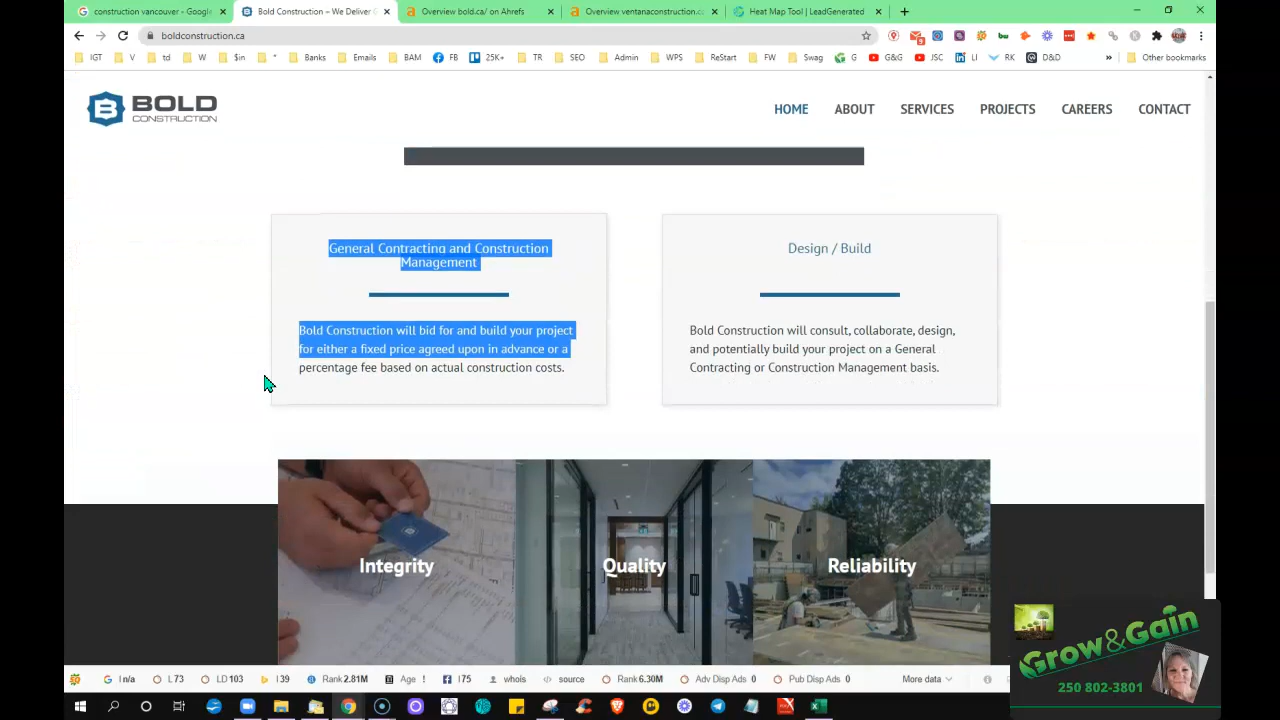 construction vancouver - Google
Bold Construction – We Deliver G
Overview bold.ca/ on Ahrefs
Overview ventanaconstruction.c
Heat Map Tool | LeadGenerated
boldconstruction.ca
IGT
V
td
W
$in
*
Banks
Emails
BAM
FB
25K+
TR
SEO
Admin
WPS
ReStart
FW
Swag
G
G&G
JSC
LI
RK
D&D
»
Other bookmarks
BOLD
CONSTRUCTION
HOME
ABOUT
SERVICES
PROJECTS
CAREERS
CONTACT
General Contracting and Construction
Management
Bold Construction will bid for and build your project
for either a fixed price agreed upon in advance or a
percentage fee based on actual construction costs.
Design / Build
Bold Construction will consult, collaborate, design,
and potentially build your project on a General
Contracting or Construction Management basis.
Integrity
Quality
Reliability
I n/a
L 73
LD 103
I 39
Rank 2.81M
Age !
I 75
whois
source
Rank 6.30M
Adv Disp Ads 0
Pub Disp Ads 0
More data
Grow&Gain
250 802-3801